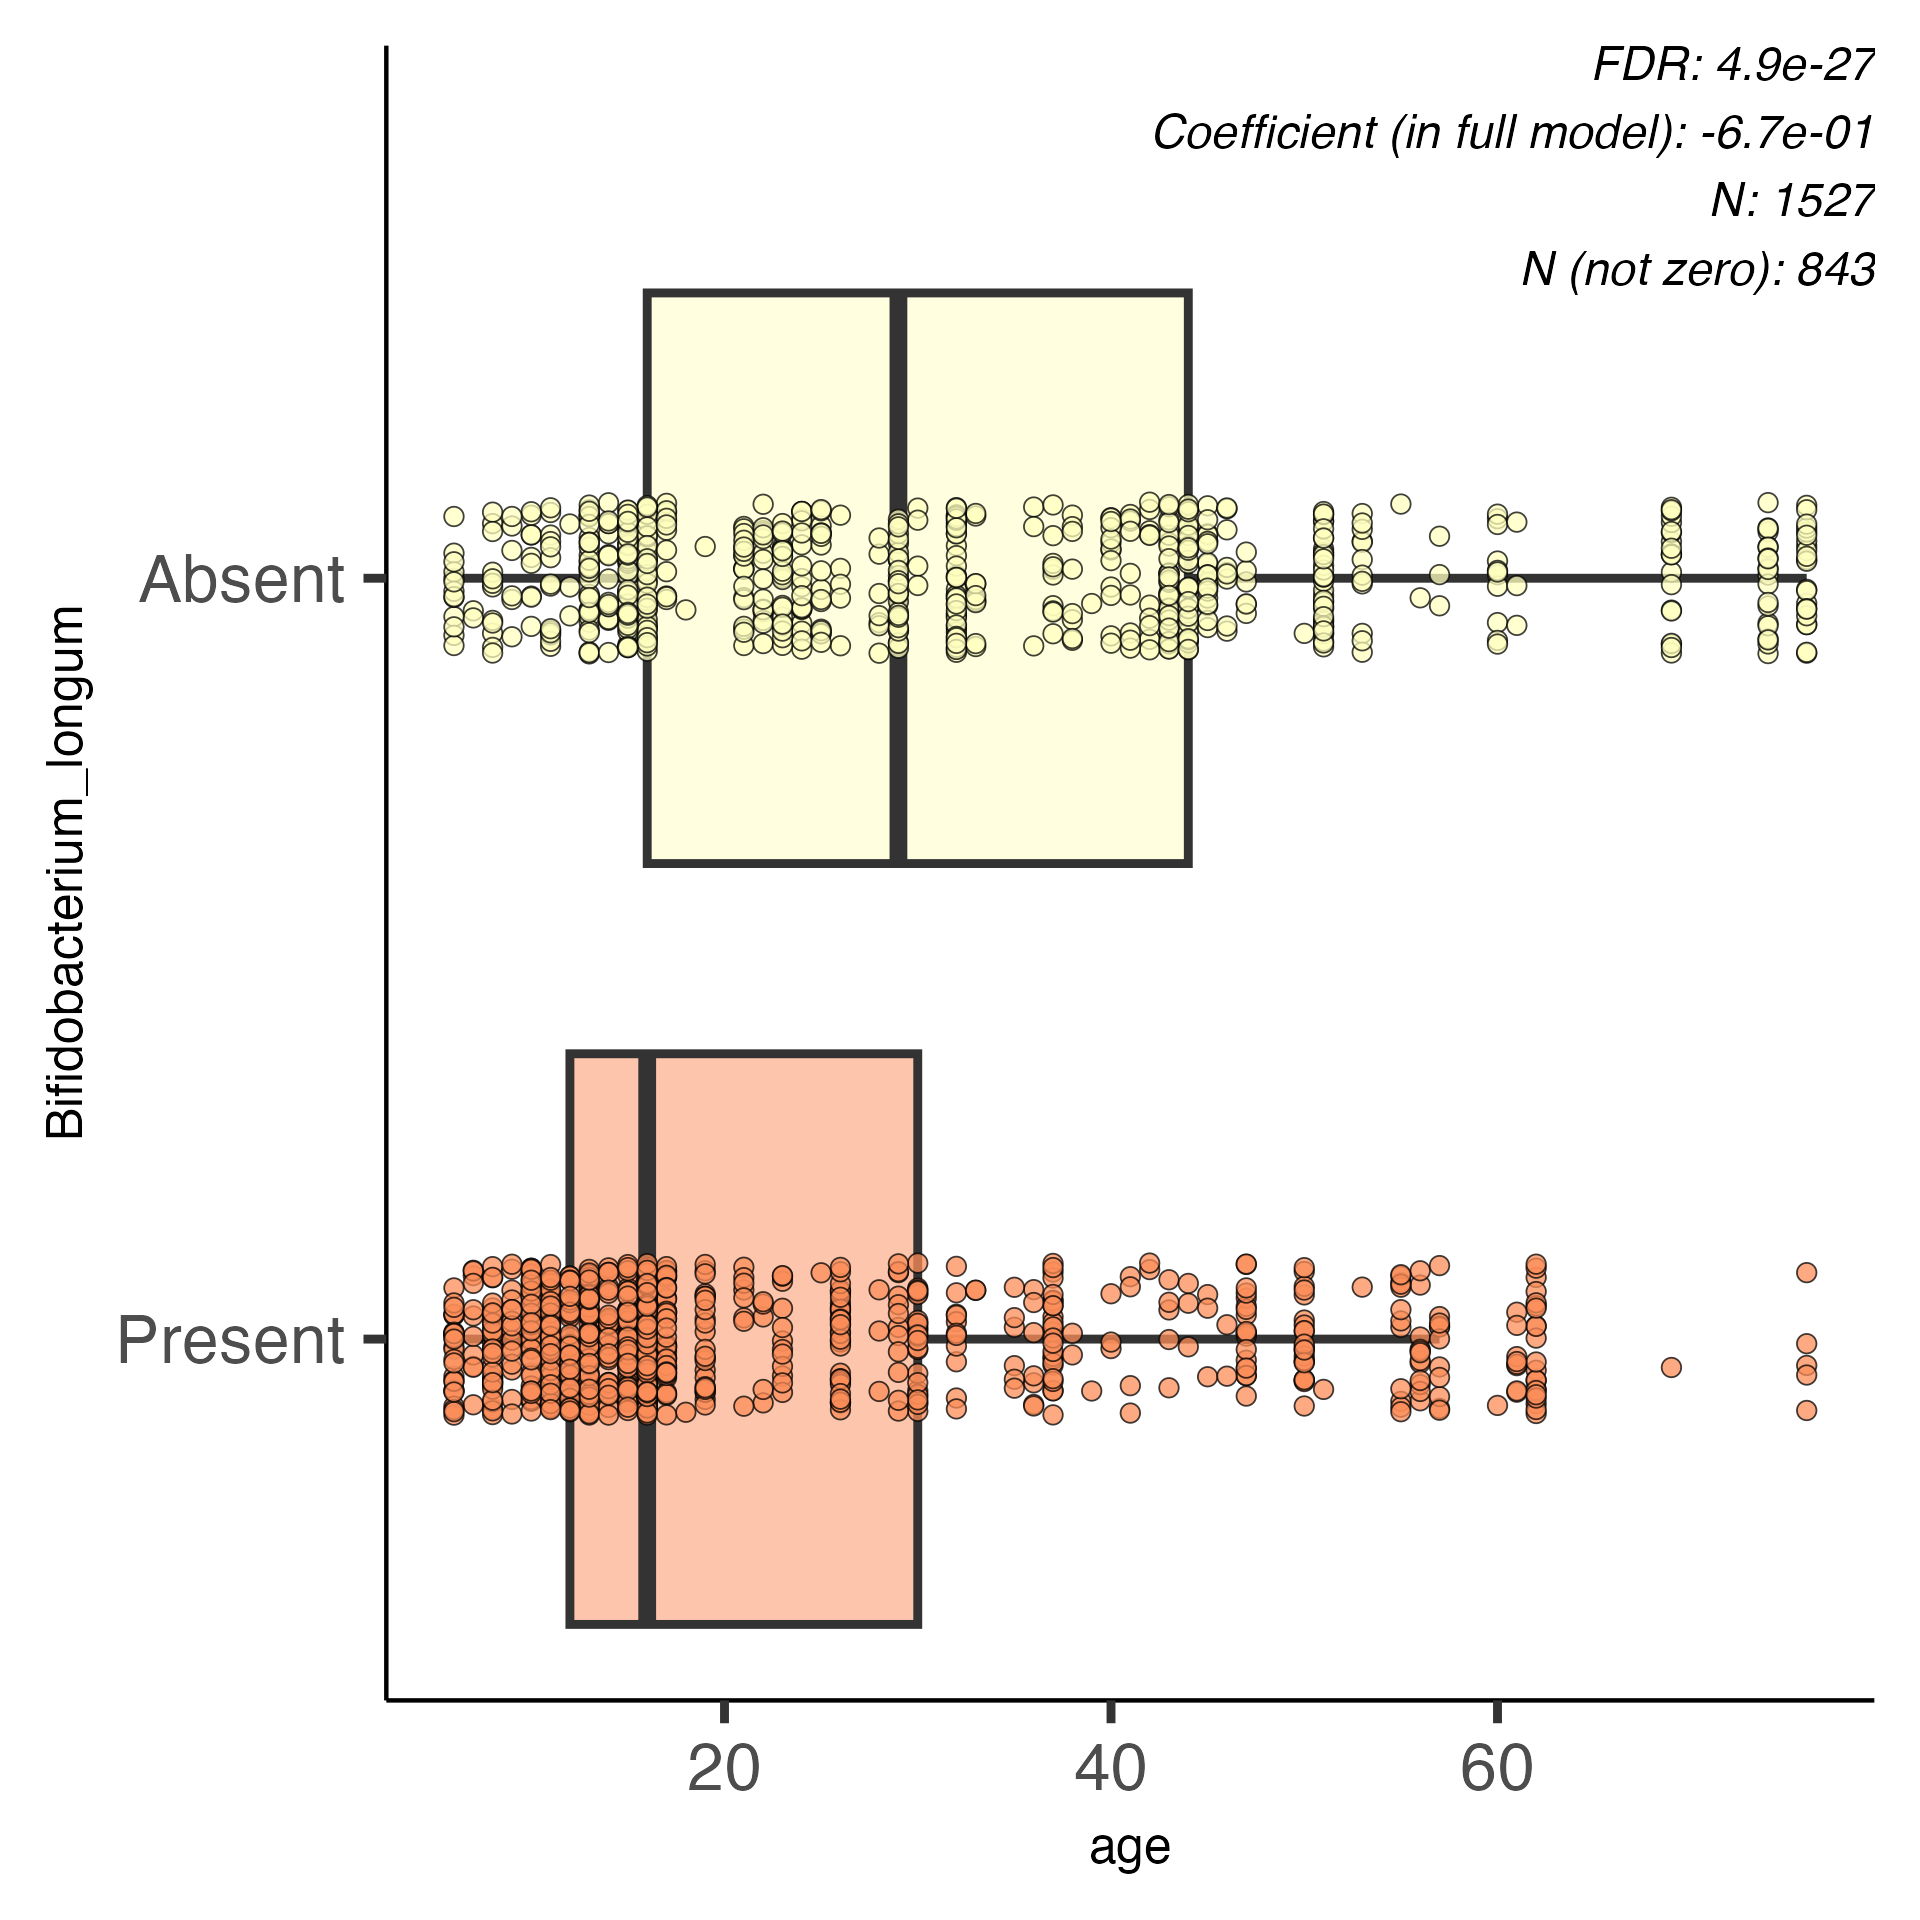 FDR: 4.9e-27
Coefficient (in full model): -6.7e-01
N: 1527
N (not zero): 843
Bifidobacterium_longum
Absent
Present
20 40 60
age